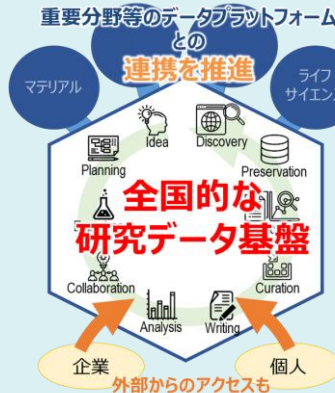 重要分野等のデータプラットフォーム
との
連携を推進
マテリアル
ライフ
サイエンス
Idea
Discovery
Planning
Preservation
全国的な
研究データ基盤
Collaboration
Curation
Analysis
Writing
企業
個人
外部からのアクセスも